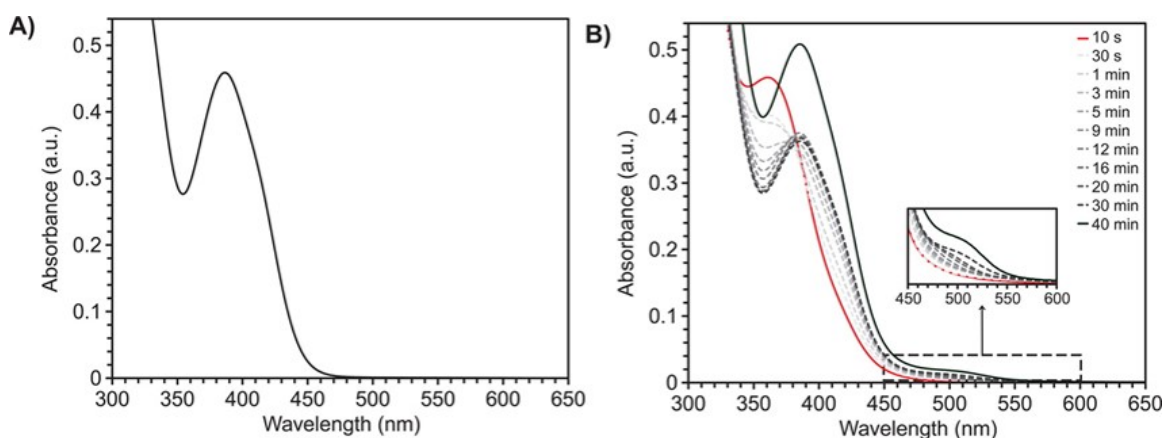 A)
0.5
0.4
0.3
0.2
0.1
0
Absorbance (a.u.)
300 350 400 450 500 550 600 650
Wavelength (nm)
B)
0.5
0.4
0.3
0.2
0.1
0
Absorbance (a.u.)
10 s
30 s
1 min
3 min
5 min
9 min
12 min
16 min
20 min
30 min
40 min
450 500 550 600
300 350 400 450 500 550 600 650
Wavelength (nm)